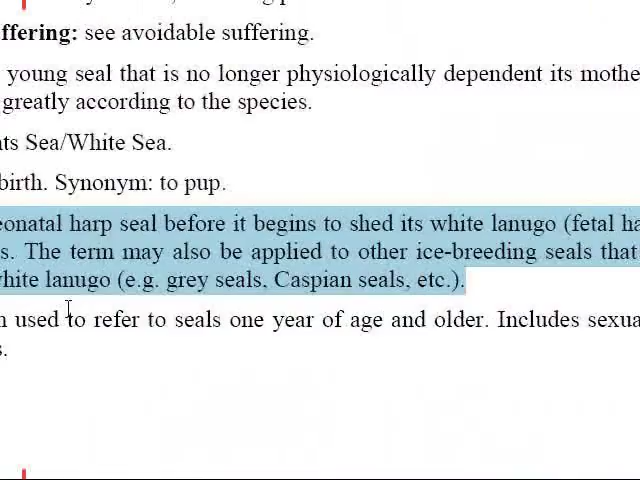 ffering: see avoidable suffering.
young seal that is no longer physiologically dependent its mothe
greatly according to the species.
nts Sea/White Sea.
birth. Synonym: to pup.
eonatal harp seal before it begins to shed its white lanugo (fetal ha
s. The term may also be applied to other ice-breeding seals that
white lanugo (e.g. grey seals, Caspian seals, etc.).
n used to refer to seals one year of age and older. Includes sexua
s.